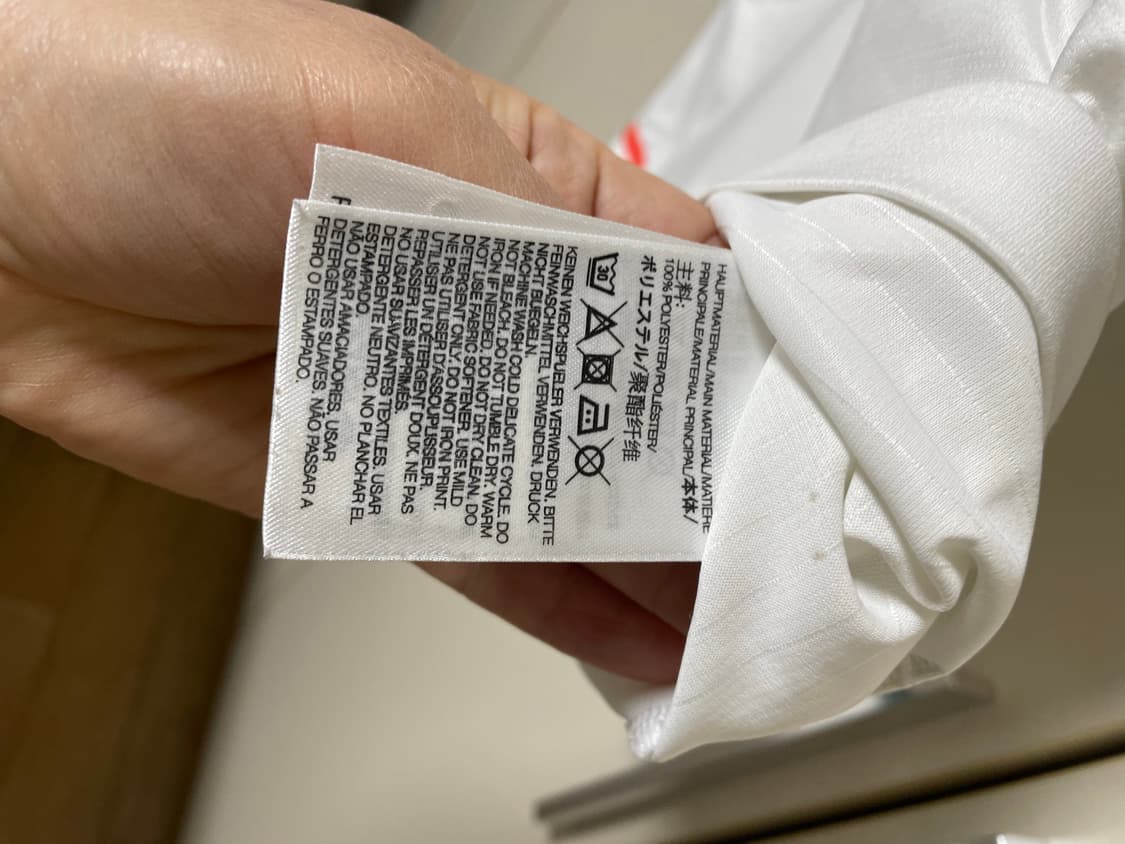 HAUPTMATERIAL/MAIN MATERIAL/MATIÈRE
PRINCIPALE/MATERIAL PRINCIPAL/本体/
主料:
100% POLYESTER/POLIÉSTER/
ポリエステル/聚酯纤维
30
KEINEN WEICHSPUELER VERWENDEN. BITTE
FEINWASCHMITTEL VERWENDEN. DRUCK
NICHT BUEGELN.
MACHINE WASH COLD DELICATE CYCLE. DO
NOT BLEACH. DO NOT TUMBLE DRY. WARM
IRON IF NEEDED. DO NOT DRY CLEAN. DO
NOT USE FABRIC SOFTENER. USE MILD
DETERGENT ONLY. DO NOT IRON PRINT.
NE PAS UTILISER D'ASSOUPLISSEUR.
UTILISER UN DÉTERGENT DOUX. NE PAS
REPASSER LES IMPRIMÉS.
NO USAR SUAVIZANTES TEXTILES. USAR
DETERGENTE NEUTRO. NO PLANCHAR EL
ESTAMPADO.
NÃO USAR AMACIADORES. USAR
DETERGENTES SUAVES. NÃO PASSAR A
FERRO O ESTAMPADO.